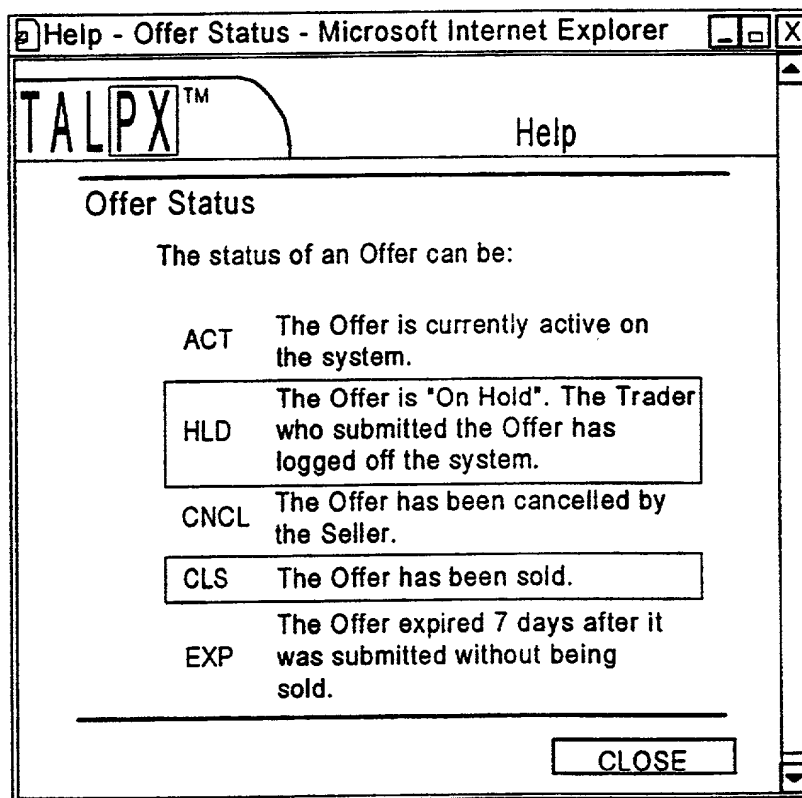 Help - Offer Status - Microsoft Internet Explorer
X
TALPX™
Help
Offer Status
The status of an Offer can be:
ACT The Offer is currently active on
the system.
The Offer is "On Hold". The Trader
HLD who submitted the Offer has
logged off the system.
CNCL The Offer has been cancelled by
the Seller.
CLS The Offer has been sold.
The Offer expired 7 days after it
EXP was submitted without being
sold.
CLOSE